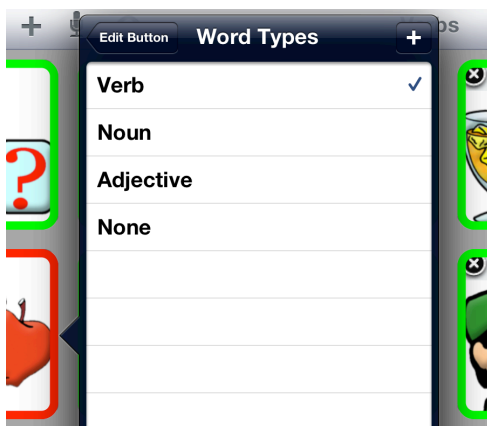 Edit Button
Word Types
+
Verb
✓
Noun
Adjective
None
?